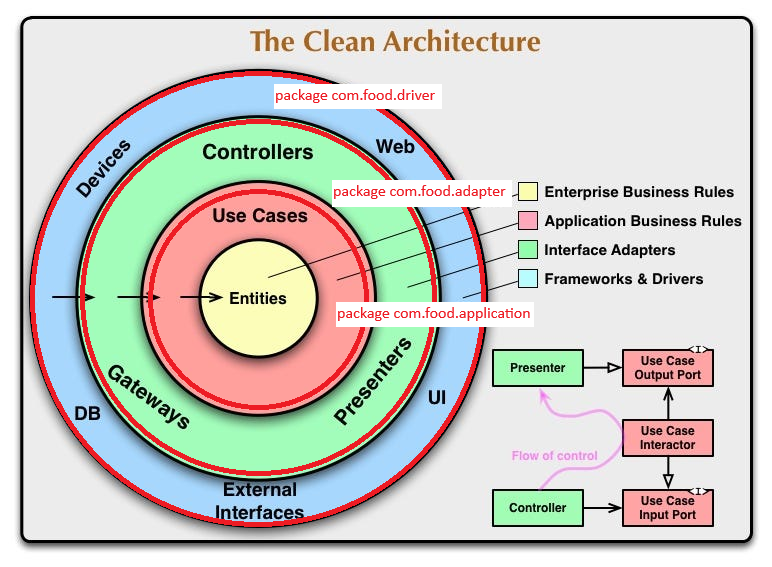 The Clean Architecture
package com.food.driver
Devices
Web
Controllers
package com.food.adapter
Enterprise Business Rules
Use Cases
Application Business Rules
Interface Adapters
Frameworks & Drivers
Entities
package com.food.application
Gateways
Presenters
DB
UI
External
Interfaces
Presenter
<I>
Use Case
Output Port
Use Case
Interactor
Flow of control
Controller
<I>
Use Case
Input Port